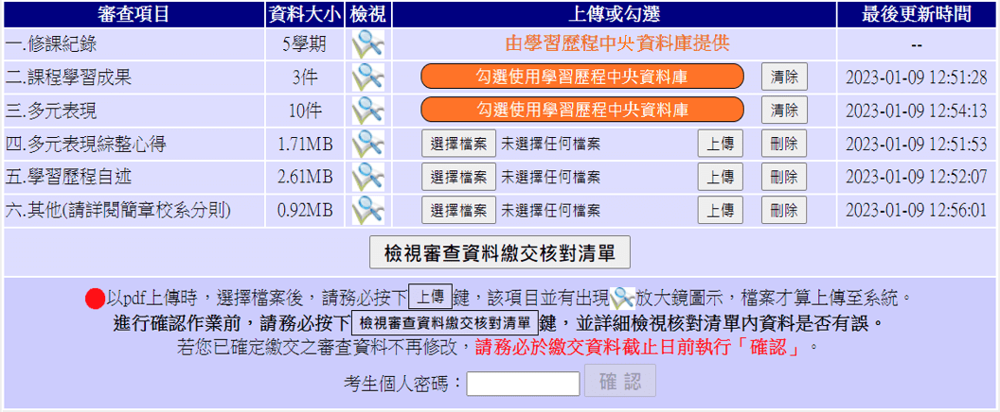 審查項目 資料大小 檢視 上傳或勾選 最後更新時間
一.修課紀錄 5學期 由學習歷程中央資料庫提供 --
二.課程學習成果 3件 勾選使用學習歷程中央資料庫 清除 2023-01-09 12:51:28
三.多元表現 10件 勾選使用學習歷程中央資料庫 清除 2023-01-09 12:54:13
四.多元表現綜整心得 1.71MB 選擇檔案 未選擇任何檔案 上傳 刪除 2023-01-09 12:51:53
五.學習歷程自述 2.61MB 選擇檔案 未選擇任何檔案 上傳 刪除 2023-01-09 12:52:07
六.其他(請詳閱簡章校系分則) 0.92MB 選擇檔案 未選擇任何檔案 上傳 刪除 2023-01-09 12:56:01
檢視審查資料繳交核對清單
以pdf上傳時，選擇檔案後，請務必按下 上傳 鍵，該項目並有出現 放大鏡圖示，檔案才算上傳至系統。
進行確認作業前，請務必按下 檢視審查資料繳交核對清單 鍵，並詳細檢視核對清單內資料是否有誤。
若您已確定繳交之審查資料不再修改，請務必於繳交資料截止日前執行「確認」。
考生個人密碼： 確 認